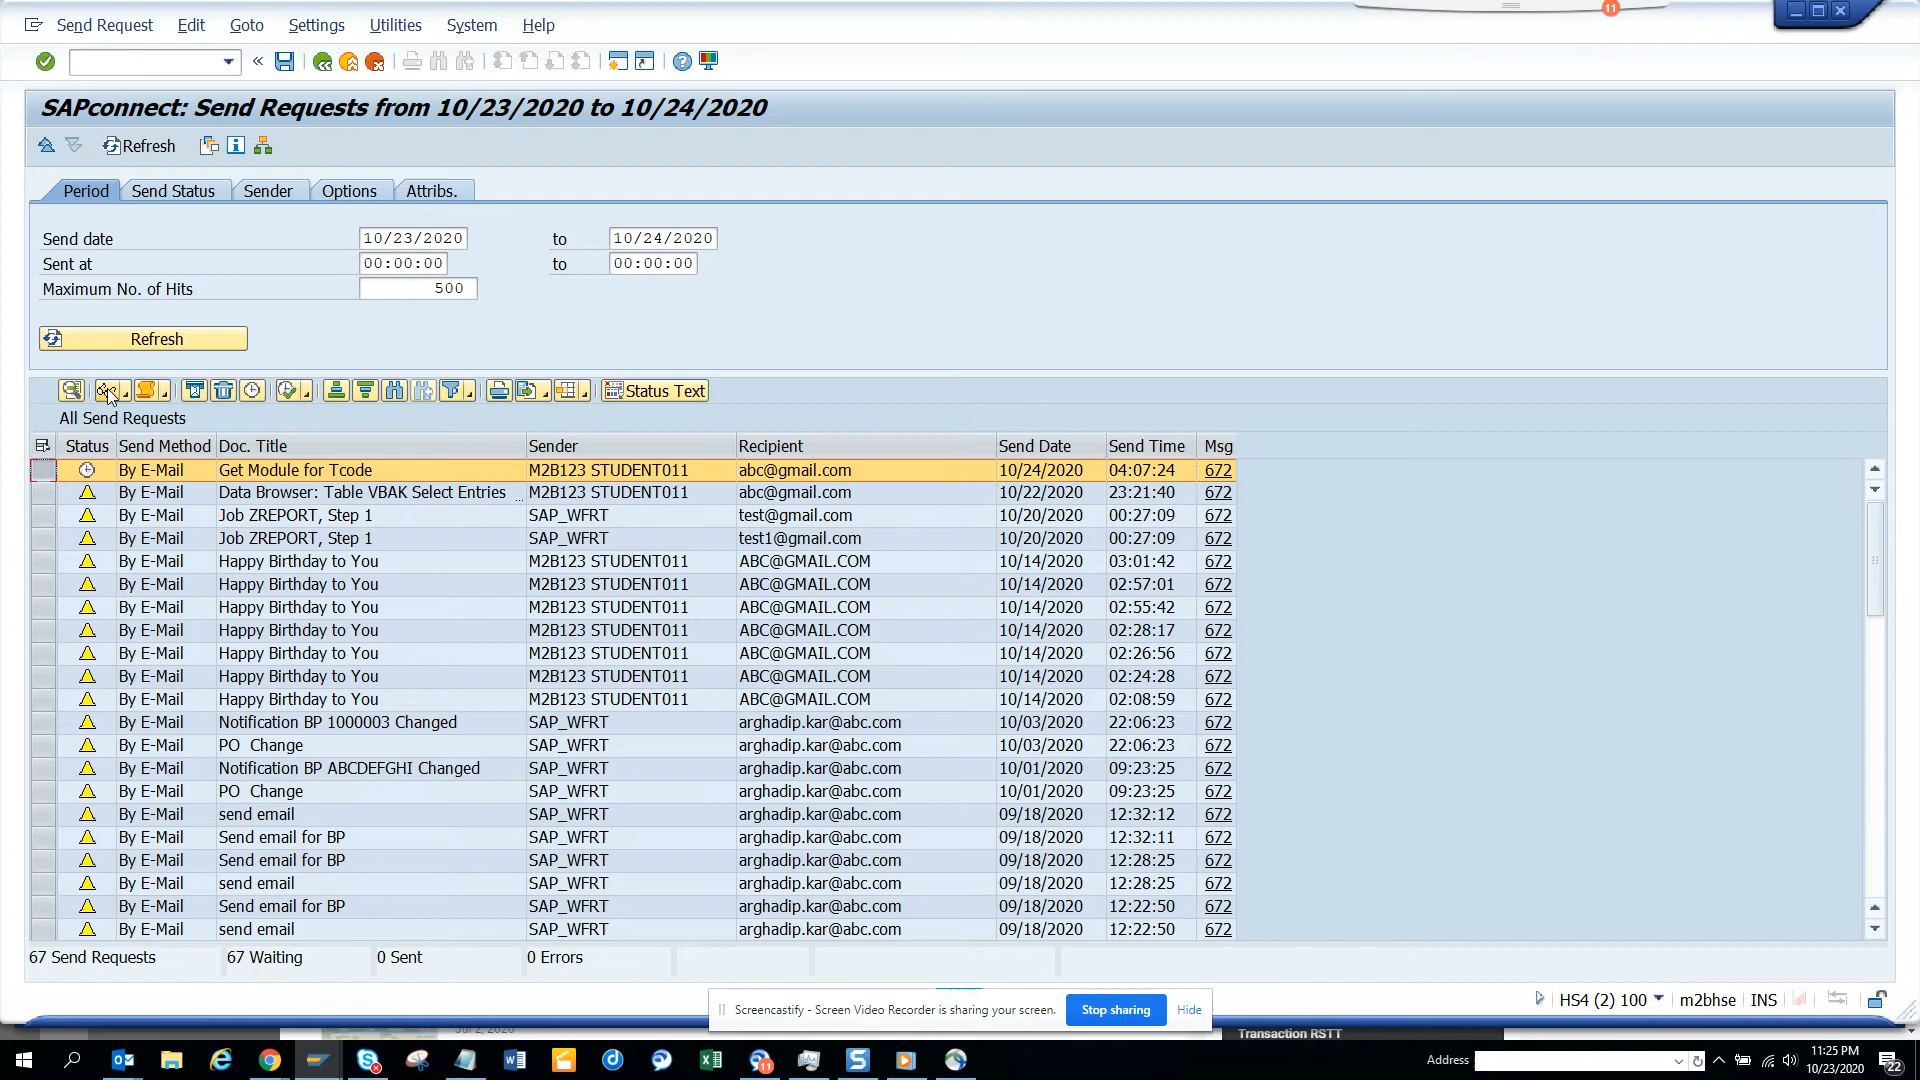 11
Send Request Edit Goto Settings Utilities System Help
SAPconnect: Send Requests from 10/23/2020 to 10/24/2020
Refresh
Period Send Status Sender Options Attribs.
Send date 10/23/2020 to 10/24/2020
Sent at 00:00:00 to 00:00:00
Maximum No. of Hits 500
Refresh
Status Text
All Send Requests
Status Send Method Doc. Title Sender Recipient Send Date Send Time Msg
By E-Mail Get Module for Tcode M2B123 STUDENT011 abc@gmail.com 10/24/2020 04:07:24 672
By E-Mail Data Browser: Table VBAK Select Entries ... M2B123 STUDENT011 abc@gmail.com 10/22/2020 23:21:40 672
By E-Mail Job ZREPORT, Step 1 SAP_WFRT test@gmail.com 10/20/2020 00:27:09 672
By E-Mail Job ZREPORT, Step 1 SAP_WFRT test1@gmail.com 10/20/2020 00:27:09 672
By E-Mail Happy Birthday to You M2B123 STUDENT011 ABC@GMAIL.COM 10/14/2020 03:01:42 672
By E-Mail Happy Birthday to You M2B123 STUDENT011 ABC@GMAIL.COM 10/14/2020 02:57:01 672
By E-Mail Happy Birthday to You M2B123 STUDENT011 ABC@GMAIL.COM 10/14/2020 02:55:42 672
By E-Mail Happy Birthday to You M2B123 STUDENT011 ABC@GMAIL.COM 10/14/2020 02:28:17 672
By E-Mail Happy Birthday to You M2B123 STUDENT011 ABC@GMAIL.COM 10/14/2020 02:26:56 672
By E-Mail Happy Birthday to You M2B123 STUDENT011 ABC@GMAIL.COM 10/14/2020 02:24:28 672
By E-Mail Happy Birthday to You M2B123 STUDENT011 ABC@GMAIL.COM 10/14/2020 02:08:59 672
By E-Mail Notification BP 1000003 Changed SAP_WFRT arghadip.kar@abc.com 10/03/2020 22:06:23 672
By E-Mail PO Change SAP_WFRT arghadip.kar@abc.com 10/03/2020 22:06:23 672
By E-Mail Notification BP ABCDEFGHI Changed SAP_WFRT arghadip.kar@abc.com 10/01/2020 09:23:25 672
By E-Mail PO Change SAP_WFRT arghadip.kar@abc.com 10/01/2020 09:23:25 672
By E-Mail send email SAP_WFRT arghadip.kar@abc.com 09/18/2020 12:32:12 672
By E-Mail Send email for BP SAP_WFRT arghadip.kar@abc.com 09/18/2020 12:32:11 672
By E-Mail Send email for BP SAP_WFRT arghadip.kar@abc.com 09/18/2020 12:28:25 672
By E-Mail send email SAP_WFRT arghadip.kar@abc.com 09/18/2020 12:28:25 672
By E-Mail Send email for BP SAP_WFRT arghadip.kar@abc.com 09/18/2020 12:22:50 672
By E-Mail send email SAP_WFRT arghadip.kar@abc.com 09/18/2020 12:22:50 672
67 Send Requests 67 Waiting 0 Sent 0 Errors
HS4 (2) 100 m2bhse INS
Screencastify - Screen Video Recorder is sharing your screen. Stop sharing Hide
Jul 2, 2020 Transaction RSTT
11 Address 11:25 PM
10/23/2020 22